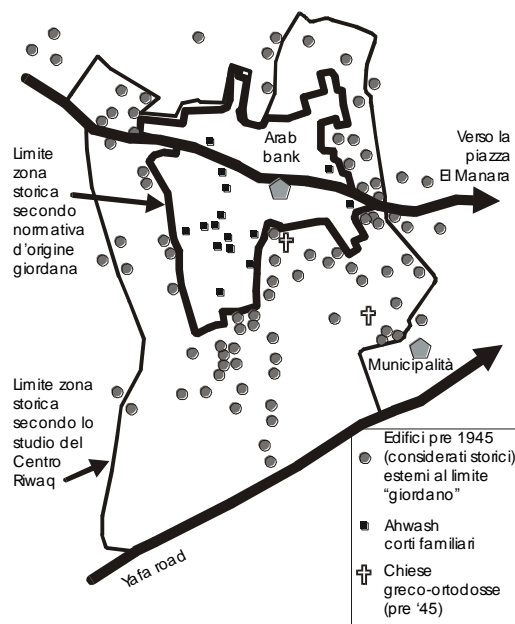 Arab
bank
Verso la
piazza
El Manara
Limite
zona
storica
secondo
normativa
d'origine
giordana
Municipalità
Limite zona
storica
secondo lo
studio del
Centro
Riwaq
Yafa road
Edifici pre 1945
(considerati storici)
esterni al limite
“giordano”
Ahwash
corti familiari
Chiese
greco-ortodosse
(pre ‘45)